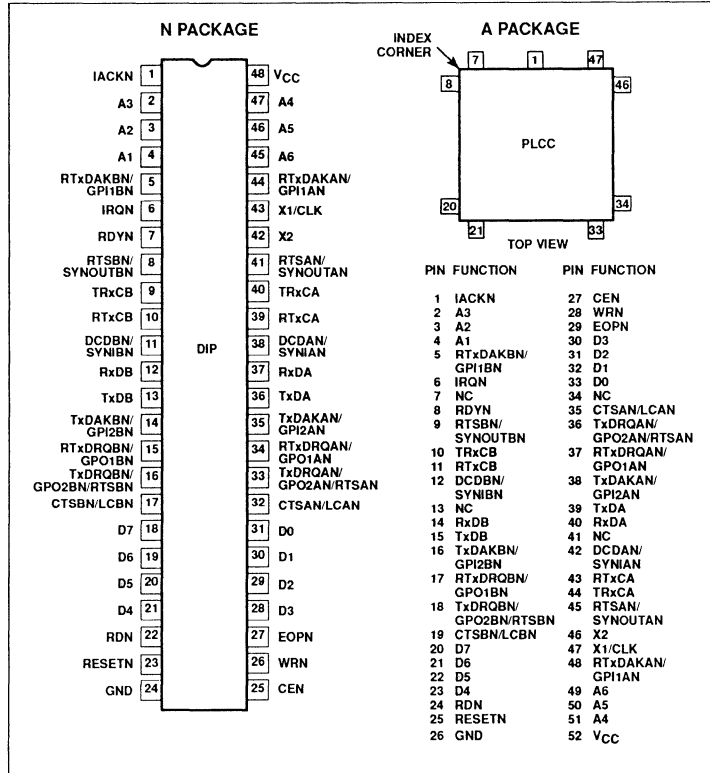 N PACKAGE
IACKN 1
A3 2
A2 3
A1 4
RTxDAKBN/
GPI1BN 5
IRQN 6
RDYN 7
RTSBN/
SYNOUTBN 8
TRxCB 9
RTxCB 10
DCDBN/
SYNIBN 11
RxDB 12
TxDB 13
TxDAKBN/
GPI2BN 14
RTxDRQBN/
GPO1BN 15
TxDRQBN/
GPO2BN/RTSBN 16
CTSBN/LCBN 17
D7 18
D6 19
D5 20
D4 21
RDN 22
RESETN 23
GND 24
DIP
48 VCC
47 A4
46 A5
45 A6
44 RTxDAKAN/
GPI1AN
43 X1/CLK
42 X2
41 RTSAN/
SYNOUTAN
40 TRxCA
39 RTxCA
38 DCDAN/
SYNIAN
37 RxDA
36 TxDA
35 TxDAKAN/
GPI2AN
34 RTxDRQAN/
GPO1AN
33 TxDRQAN/
GPO2AN/RTSAN
32 CTSAN/LCAN
31 D0
30 D1
29 D2
28 D3
27 EOPN
26 WRN
25 CEN
A PACKAGE
INDEX
CORNER
7 1 47
8 46
PLCC
20 34
21 33
TOP VIEW
PIN FUNCTION
1 IACKN
2 A3
3 A2
4 A1
5 RTxDAKBN/
GPI1BN
6 IRQN
7 NC
8 RDYN
9 RTSBN/
SYNOUTBN
10 TRxCB
11 RTxCB
12 DCDBN/
SYNIBN
13 NC
14 RxDB
15 TxDB
16 TxDAKBN/
GPI2BN
17 RTxDRQBN/
GPO1BN
18 TxDRQBN/
GPO2BN/RTSBN
19 CTSBN/LCBN
20 D7
21 D6
22 D5
23 D4
24 RDN
25 RESETN
26 GND
PIN FUNCTION
27 CEN
28 WRN
29 EOPN
30 D3
31 D2
32 D1
33 D0
34 NC
35 CTSAN/LCAN
36 TxDRQAN/
GPO2AN/RTSAN
37 RTxDRQAN/
GPO1AN
38 TxDAKAN/
GPI2AN
39 TxDA
40 RxDA
41 NC
42 DCDAN/
SYNIAN
43 RTxCA
44 TRxCA
45 RTSAN/
SYNOUTAN
46 X2
47 X1/CLK
48 RTxDAKAN/
GPI1AN
49 A6
50 A5
51 A4
52 VCC